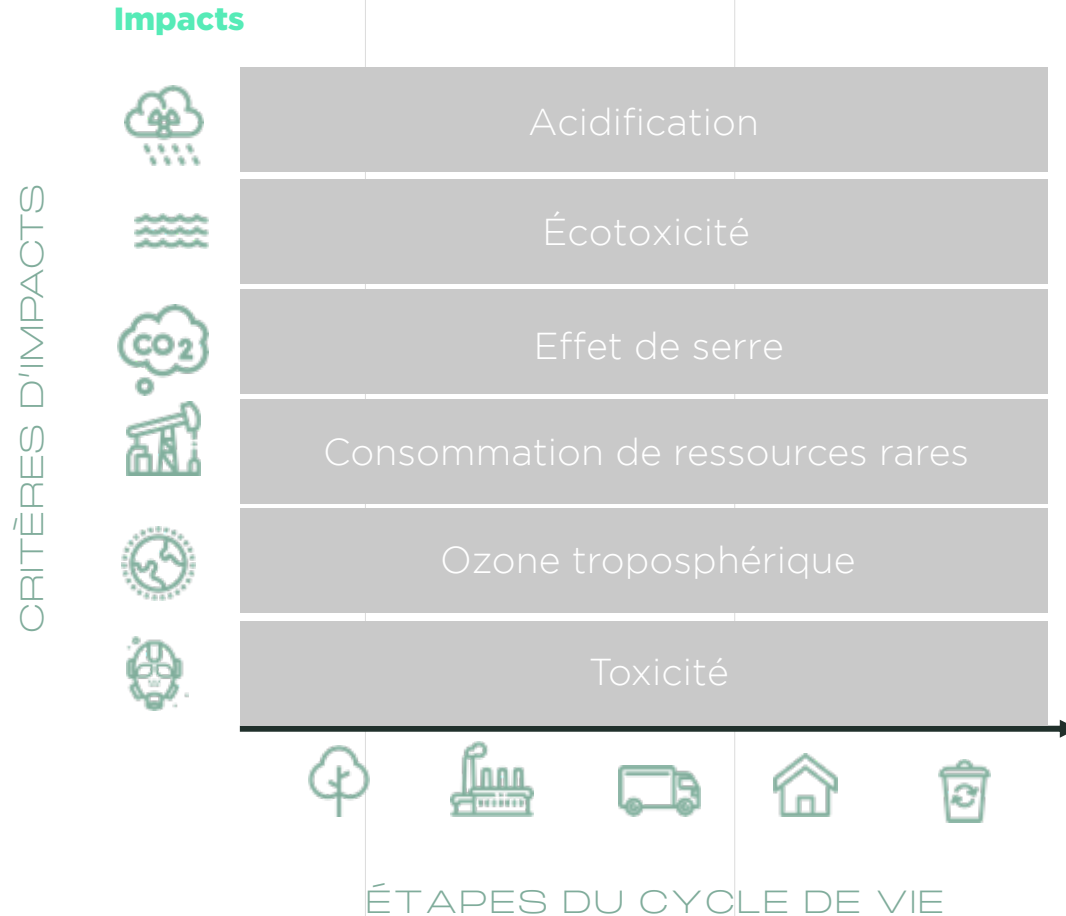 Impacts
CRITÈRES D'IMPACTS
Acidification
Écotoxicité
Effet de serre
CO2
Consommation de ressources rares
Ozone troposphérique
Toxicité
ÉTAPES DU CYCLE DE VIE